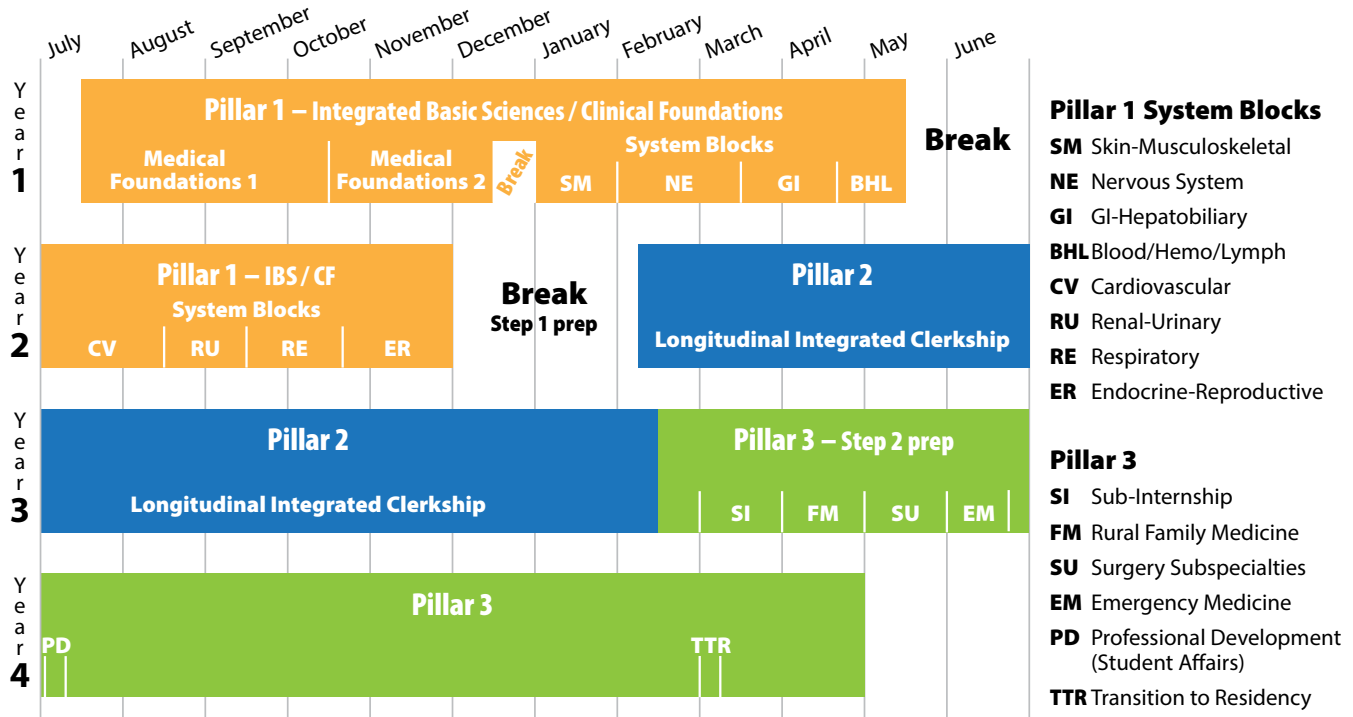 July August September October November December January February March April May June
Year 1
Pillar 1 – Integrated Basic Sciences / Clinical Foundations
System Blocks
Medical Foundations 1
Medical Foundations 2
Break
SM NE GI BHL
Break
Year 2
Pillar 1 – IBS / CF
System Blocks
CV RU RE ER
Break
Step 1 prep
Pillar 2
Longitudinal Integrated Clerkship
Year 3
Pillar 2
Longitudinal Integrated Clerkship
Pillar 3 – Step 2 prep
SI FM SU EM
Year 4
Pillar 3
PD TTR
Pillar 1 System Blocks
SM Skin-Musculoskeletal
NE Nervous System
GI GI-Hepatobiliary
BHL Blood/Hemo/Lymph
CV Cardiovascular
RU Renal-Urinary
RE Respiratory
ER Endocrine-Reproductive
Pillar 3
SI Sub-Internship
FM Rural Family Medicine
SU Surgery Subspecialties
EM Emergency Medicine
PD Professional Development
(Student Affairs)
TTR Transition to Residency